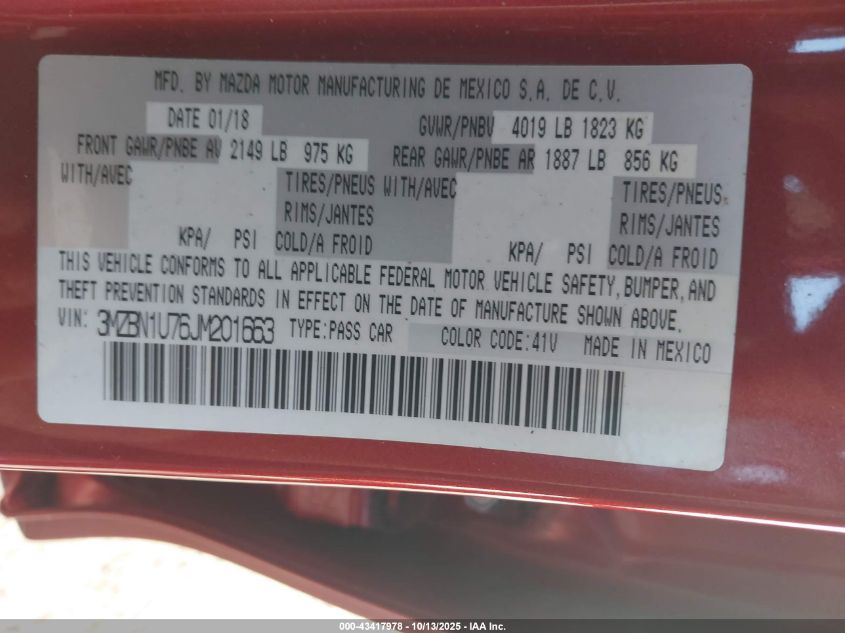 MFD. BY MAZDA MOTOR MANUFACTURING DE MEXICO S.A. DE C.V.
DATE 01/18 GVWR/PNBV 4019 LB 1823 KG
FRONT GAWR/PNBE AV 2149 LB 975 KG REAR GAWR/PNBE AR 1887 LB 856 KG
WITH/AVEC TIRES/PNEUS WITH/AVEC TIRES/PNEUS
RIMS/JANTES RIMS/JANTES
KPA/ PSI COLD/A FROID KPA/ PSI COLD/A FROID
THIS VEHICLE CONFORMS TO ALL APPLICABLE FEDERAL MOTOR VEHICLE SAFETY, BUMPER, AND
THEFT PREVENTION STANDARDS IN EFFECT ON THE DATE OF MANUFACTURE SHOWN ABOVE.
VIN: 3MZBN1U76JM201663 TYPE:PASS CAR COLOR CODE:41V MADE IN MEXICO
000-43417978 - 10/13/2025 - IAA Inc.